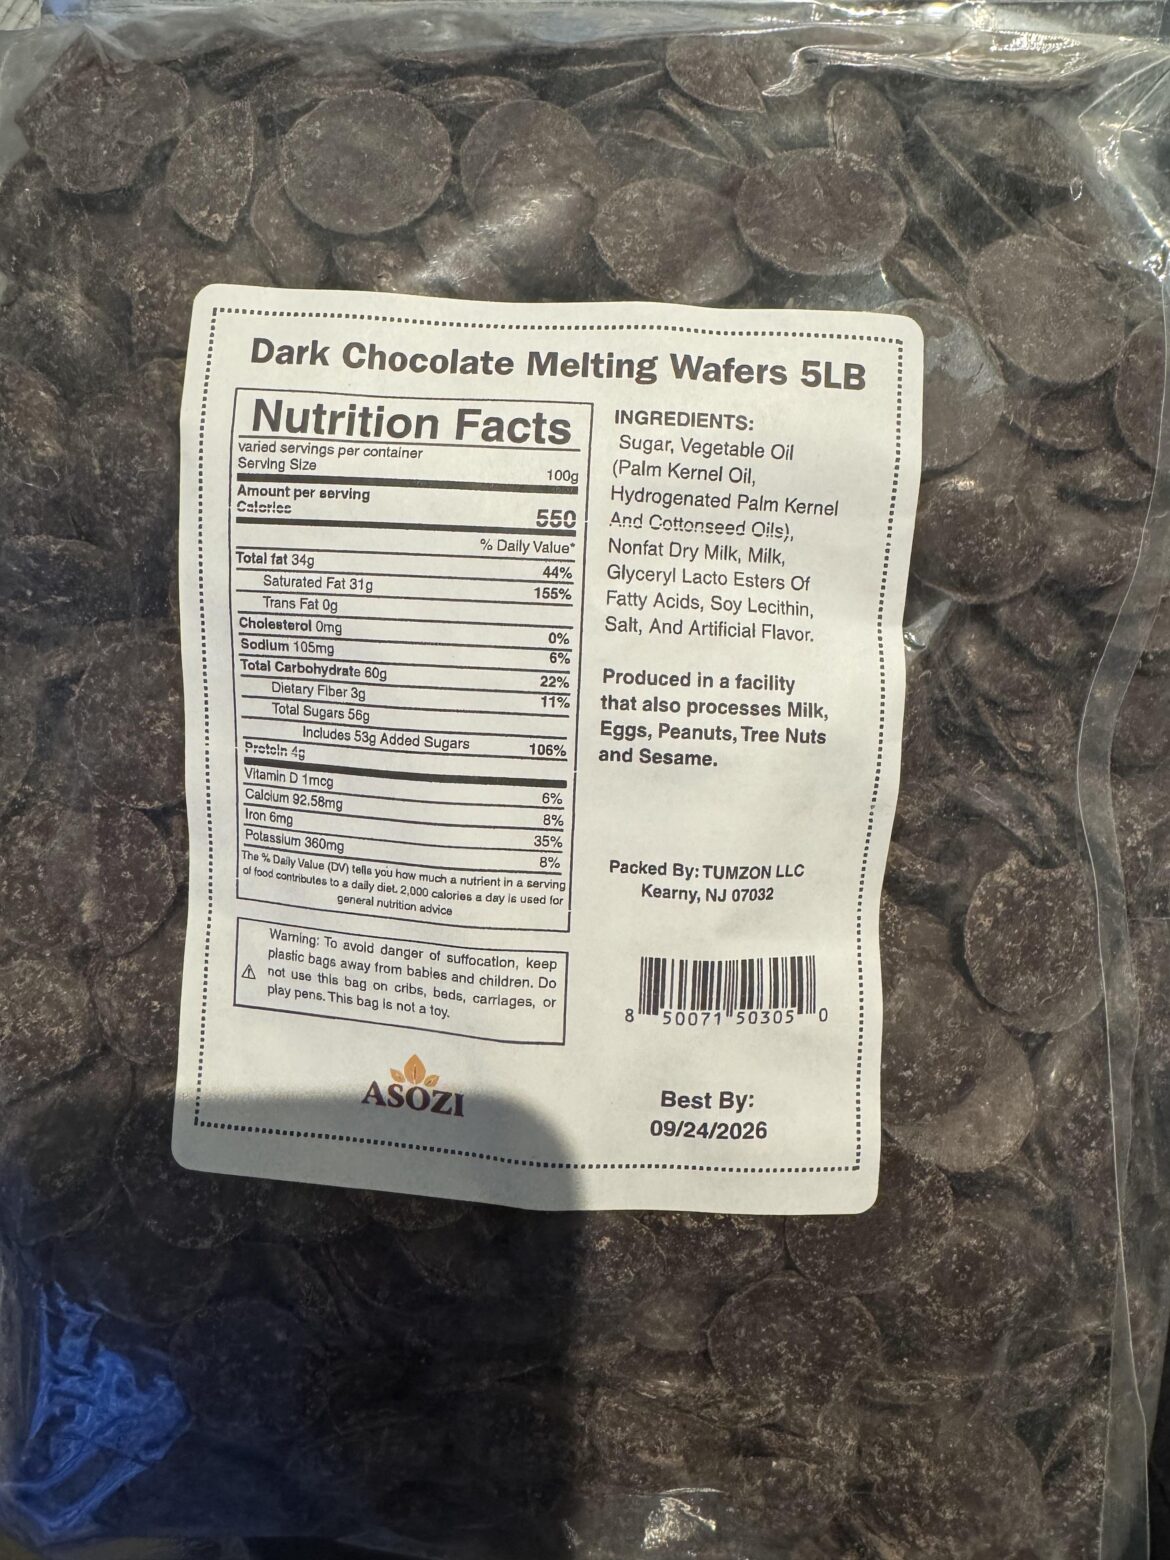 Dark Chocolate Melting Wafers 5LB
Nutrition Facts
varied servings per container
Serving Size 100g
Amount per serving
Calories 550
% Daily Value*
Total fat 34g 44%
Saturated Fat 31g 155%
Trans Fat 0g
Cholesterol 0mg 0%
Sodium 105mg 6%
Total Carbohydrate 60g 22%
Dietary Fiber 3g 11%
Total Sugars 56g
Includes 53g Added Sugars 106%
Protein 4g
Vitamin D 1mcg 6%
Calcium 92.58mg 8%
Iron 6mg 35%
Potassium 360mg 8%
The % Daily Value (DV) tells you how much a nutrient in a serving
of food contributes to a daily diet. 2,000 calories a day is used for
general nutrition advice
Warning: To avoid danger of suffocation, keep
plastic bags away from babies and children. Do
not use this bag on cribs, beds, carriages, or
play pens. This bag is not a toy.
ASOZI
INGREDIENTS:
Sugar, Vegetable Oil
(Palm Kernel Oil,
Hydrogenated Palm Kernel
And Cottonseed Oils),
Nonfat Dry Milk, Milk,
Glyceryl Lacto Esters Of
Fatty Acids, Soy Lecithin,
Salt, And Artificial Flavor.
Produced in a facility
that also processes Milk,
Eggs, Peanuts, Tree Nuts
and Sesame.
Packed By: TUMZON LLC
Kearny, NJ 07032
8 50071 50305 0
Best By:
09/24/2026